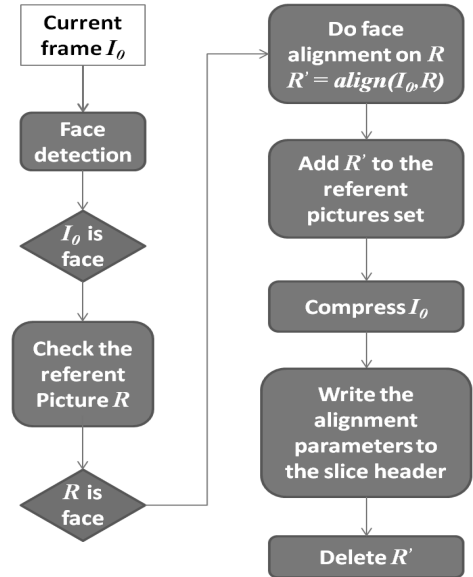 Current
frame I₀
Face
detection
I₀ is
face
Check the
referent
Picture R
R is
face
Do face
alignment on R
R' = align(I₀,R)
Add R' to the
referent
pictures set
Compress I₀
Write the
alignment
parameters to
the slice header
Delete R'